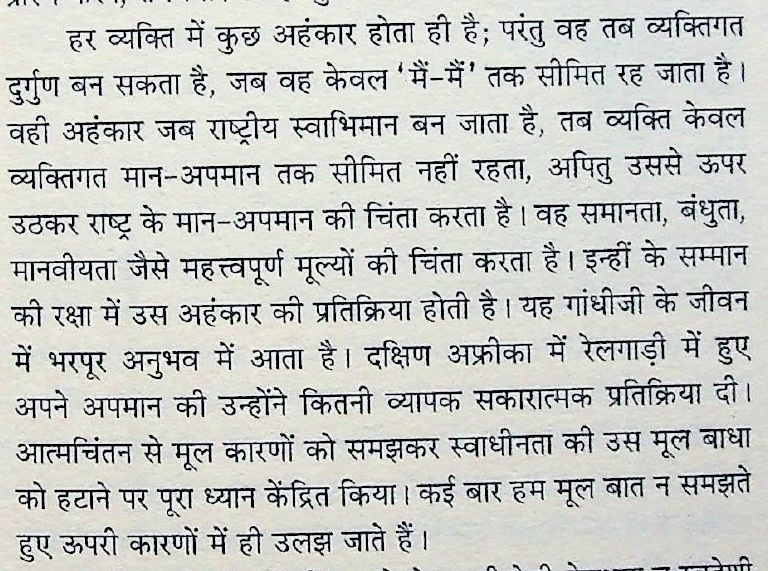 हर व्यक्ति में कुछ अहंकार होता ही है; परंतु वह तब व्यक्तिगत
दुर्गुण बन सकता है, जब वह केवल 'मैं-मैं' तक सीमित रह जाता है।
वही अहंकार जब राष्ट्रीय स्वाभिमान बन जाता है, तब व्यक्ति केवल
व्यक्तिगत मान-अपमान तक सीमित नहीं रहता, अपितु उससे ऊपर
उठकर राष्ट्र के मान-अपमान की चिंता करता है। वह समानता, बंधुता,
मानवीयता जैसे महत्त्वपूर्ण मूल्यों की चिंता करता है। इन्हीं के सम्मान
की रक्षा में उस अहंकार की प्रतिक्रिया होती है। यह गांधीजी के जीवन
में भरपूर अनुभव में आता है। दक्षिण अफ्रीका में रेलगाड़ी में हुए
अपने अपमान की उन्होंने कितनी व्यापक सकारात्मक प्रतिक्रिया दी।
आत्मचिंतन से मूल कारणों को समझकर स्वाधीनता की उस मूल बाधा
को हटाने पर पूरा ध्यान केंद्रित किया। कई बार हम मूल बात न समझते
हुए ऊपरी कारणों में ही उलझ जाते हैं।